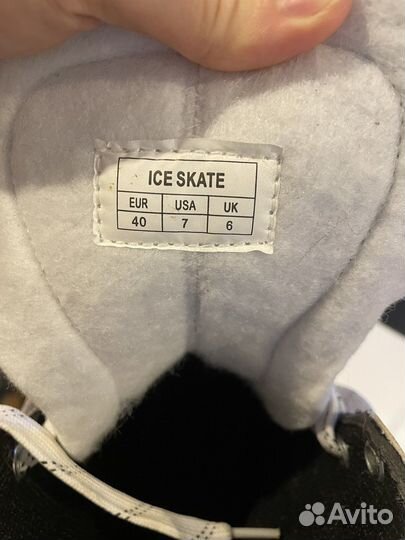 ICE SKATE
EUR USA UK
40 7 6
Avito